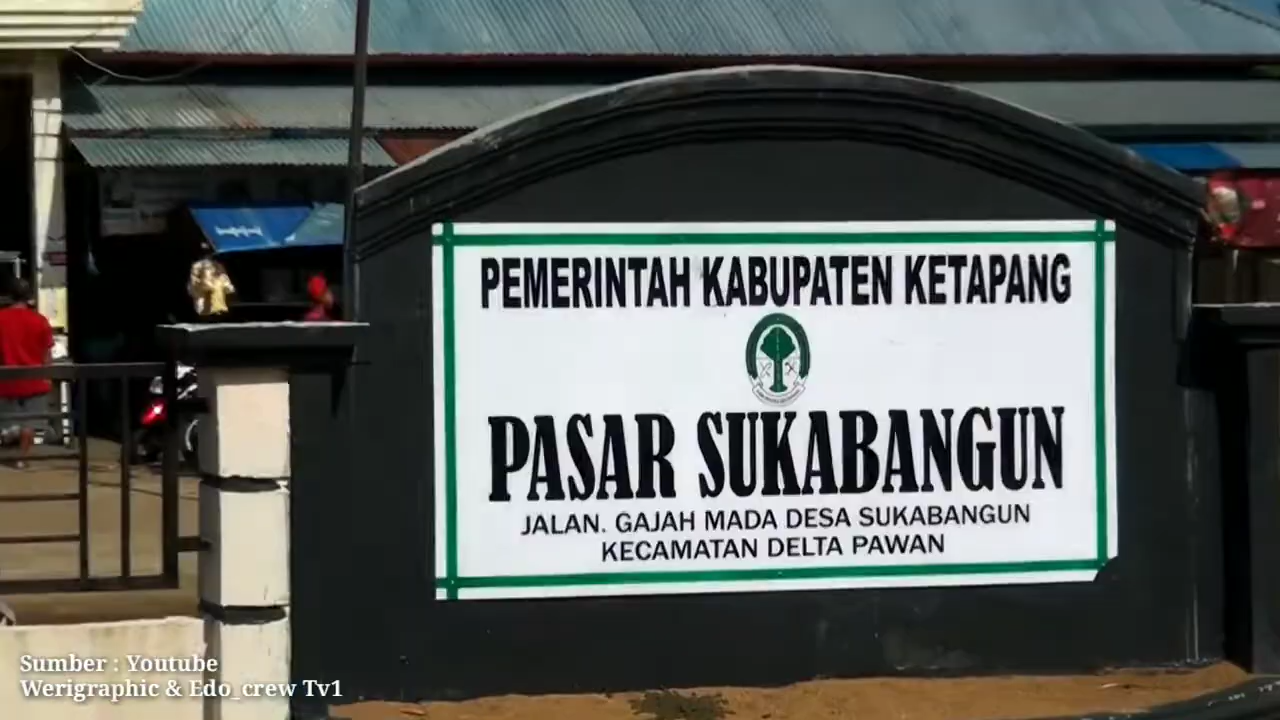 PEMERINTAH KABUPATEN KETAPANG
PASAR SUKABANGUN
JALAN. GAJAH MADA DESA SUKABANGUN
KECAMATAN DELTA PAWAN
Sumber : Youtube
Werigraphic & Edo_crew Tv1